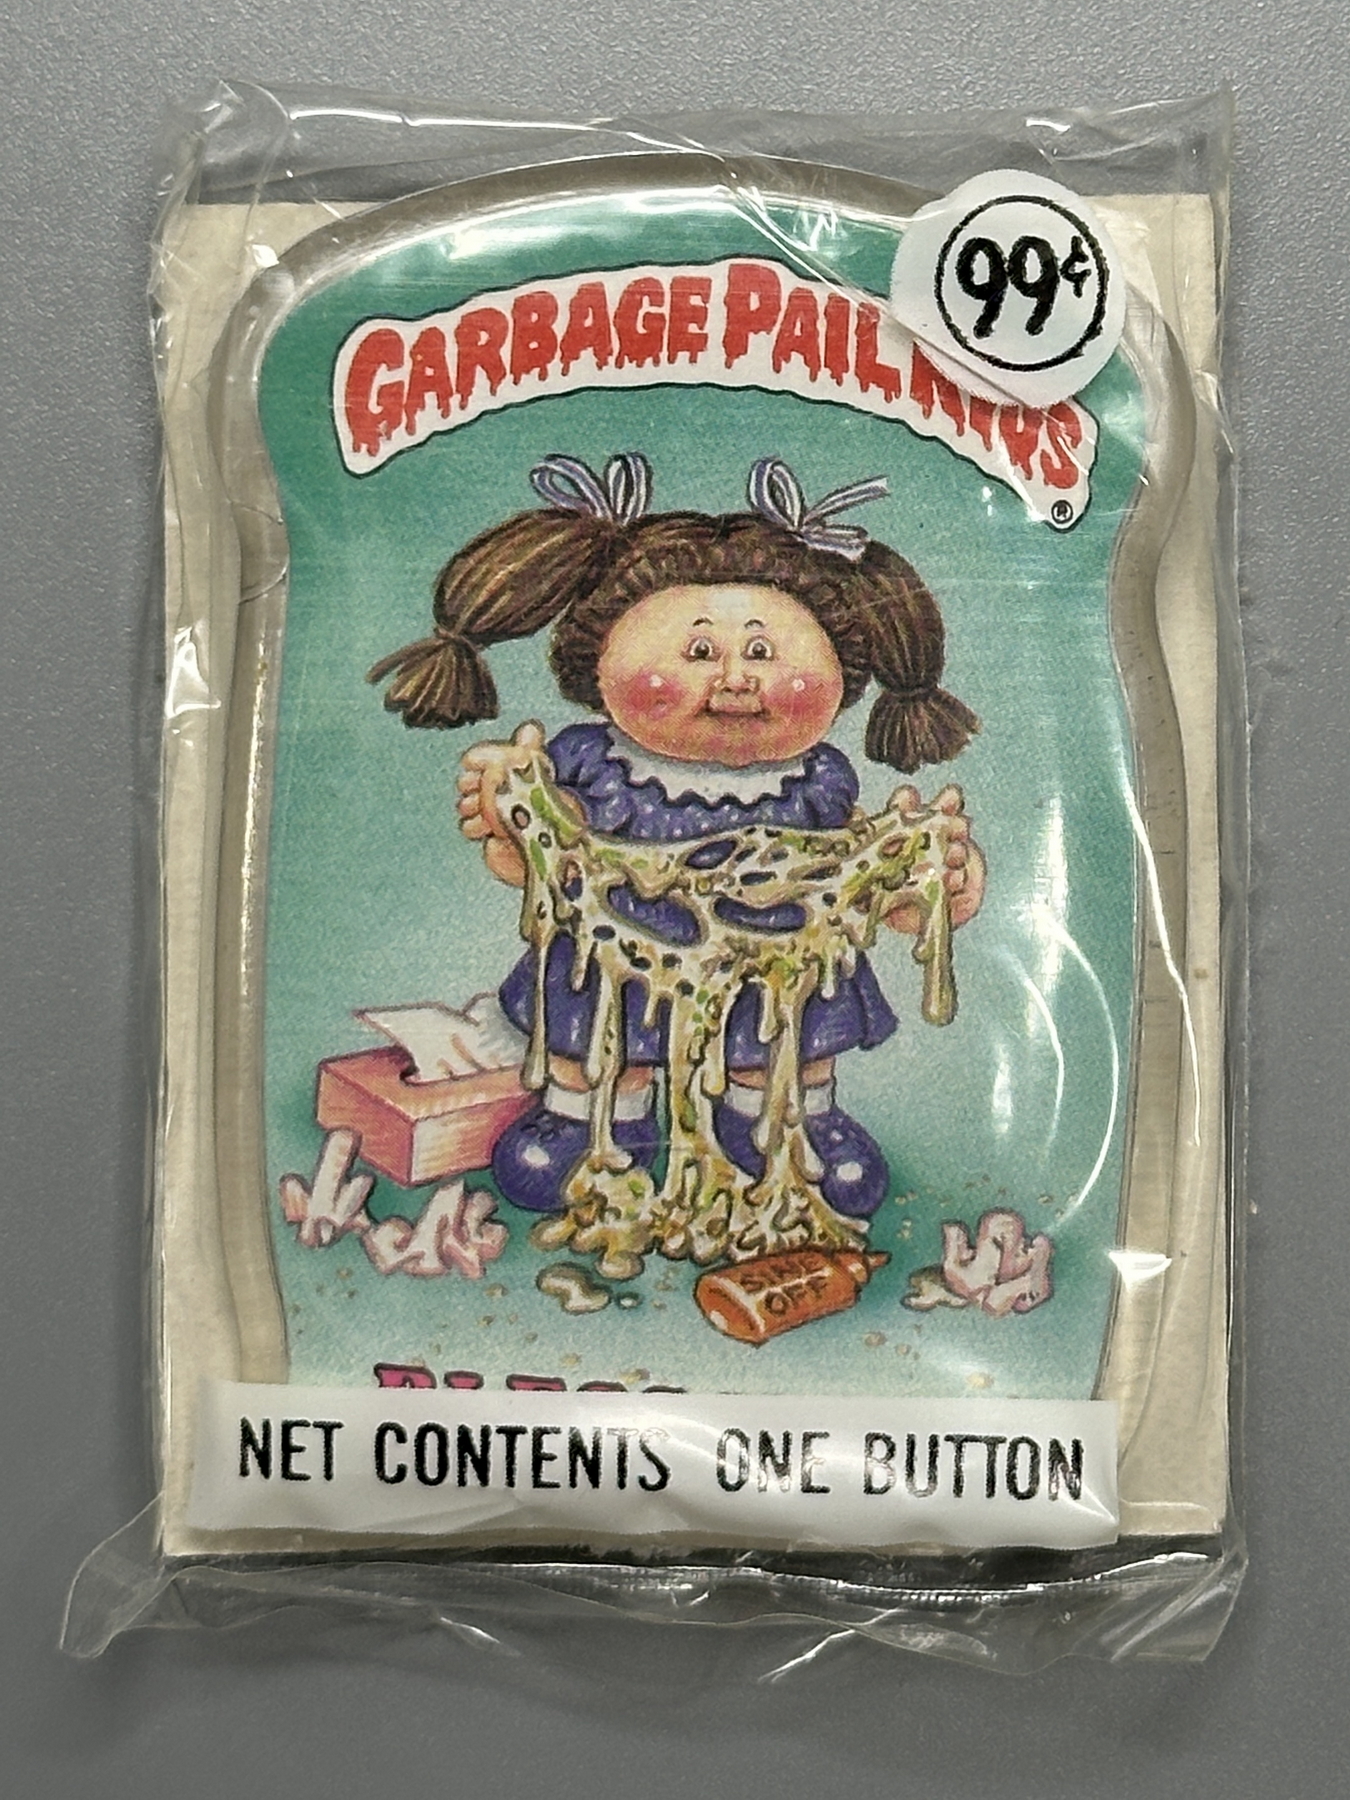 99¢
GARBAGE PAIL KIDS
®
SINE
OFF
NET CONTENTS ONE BUTTON